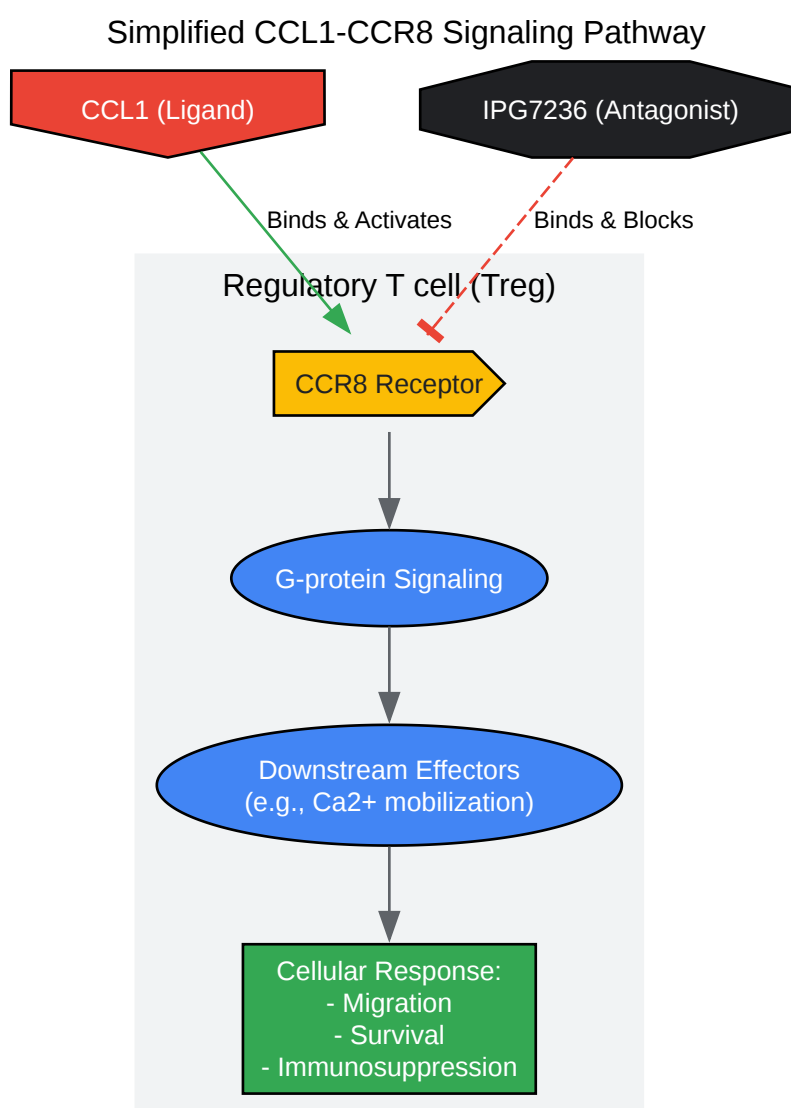 Simplified CCL1-CCR8 Signaling Pathway
CCL1 (Ligand)
IPG7236 (Antagonist)
Binds & Activates
Binds & Blocks
Regulatory T cell (Treg)
CCR8 Receptor
G-protein Signaling
Downstream Effectors
(e.g., Ca2+ mobilization)
Cellular Response:
- Migration
- Survival
- Immunosuppression